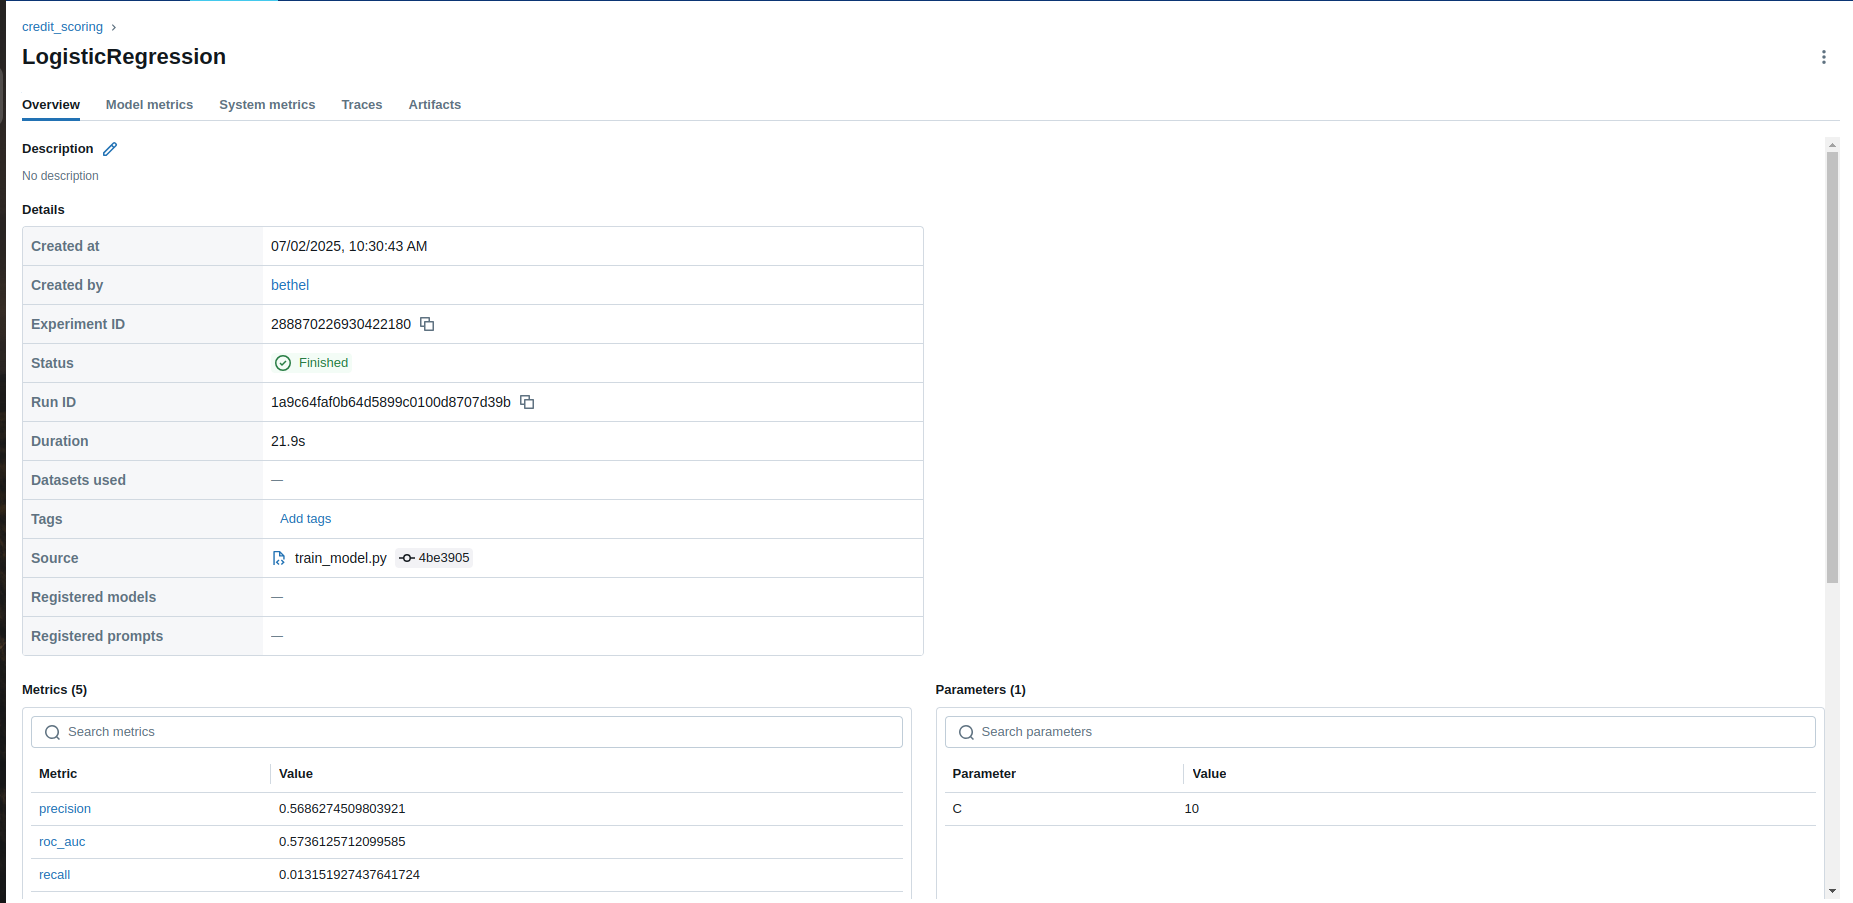 credit_scoring ›
LogisticRegression
Overview Model metrics System metrics Traces Artifacts
Description
No description
Details
Created at 07/02/2025, 10:30:43 AM
Created by bethel
Experiment ID 288870226930422180
Status Finished
Run ID 1a9c64faf0b64d5899c0100d8707d39b
Duration 21.9s
Datasets used —
Tags Add tags
Source train_model.py 4be3905
Registered models —
Registered prompts —
Metrics (5)
Search metrics
Metric Value
precision 0.5686274509803921
roc_auc 0.5736125712099585
recall 0.013151927437641724
Parameters (1)
Search parameters
Parameter Value
C 10